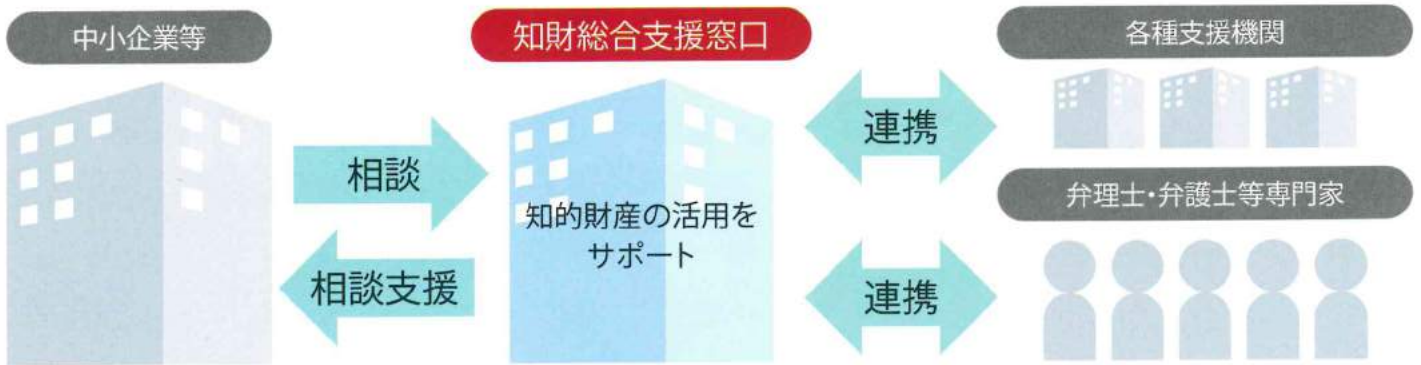 中小企業等
知財総合支援窓口
各種支援機関
相談
連携
知的財産の活用を
サポート
弁理士・弁護士等専門家
相談支援
連携